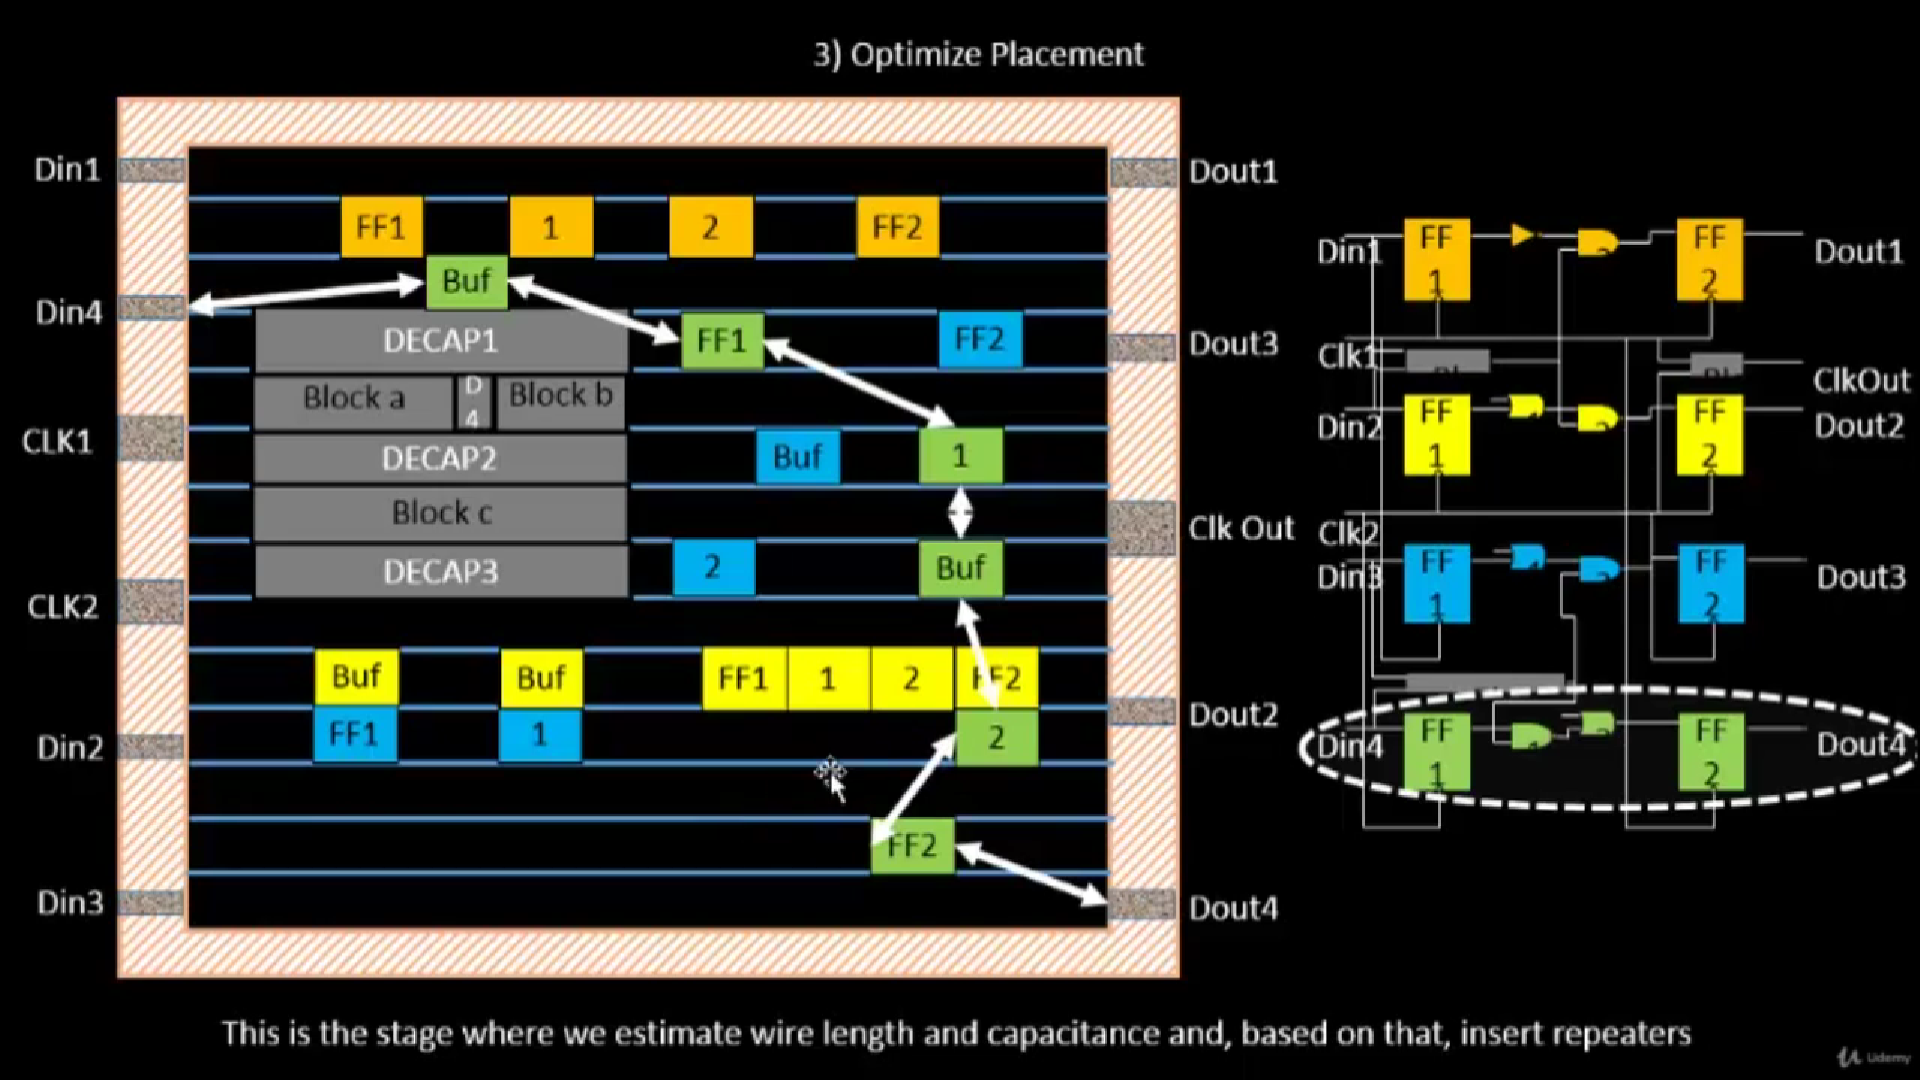 3) Optimize Placement
Din1
Dout1
FF1
1
2
FF2
Buf
Din4
DECAP1
FF1
FF2
Dout3
Block a
D
4
Block b
CLK1
DECAP2
Buf
1
Block c
Clk Out
DECAP3
2
Buf
CLK2
Buf
Buf
FF1
1
2
FF2
Dout2
FF1
1
2
Din2
FF2
Din3
Dout4
Din1
FF
1
FF
2
Dout1
Clk1
ClkOut
Din2
FF
1
FF
2
Dout2
Clk2
Din3
FF
1
FF
2
Dout3
Din4
FF
1
FF
2
Dout4
This is the stage where we estimate wire length and capacitance and, based on that, insert repeaters
Udemy